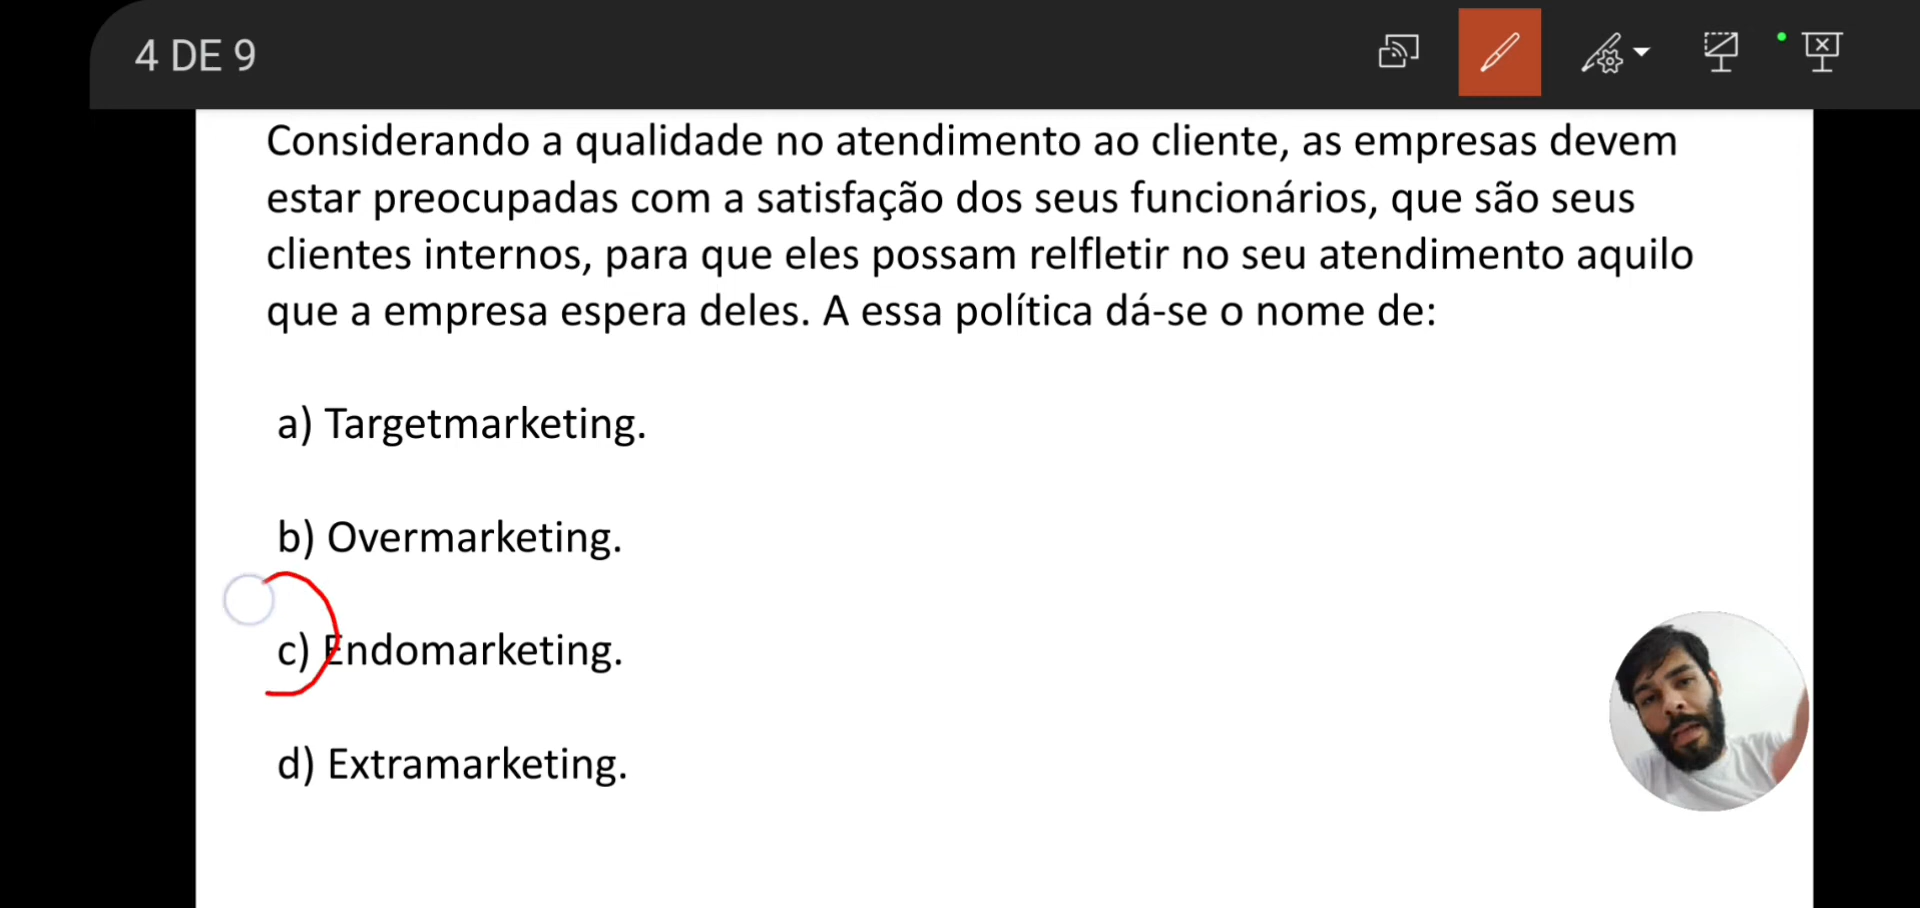 4 DE 9
Considerando a qualidade no atendimento ao cliente, as empresas devem
estar preocupadas com a satisfação dos seus funcionários, que são seus
clientes internos, para que eles possam relfletir no seu atendimento aquilo
que a empresa espera deles. A essa política dá-se o nome de:
a) Targetmarketing.
b) Overmarketing.
c) Endomarketing.
d) Extramarketing.